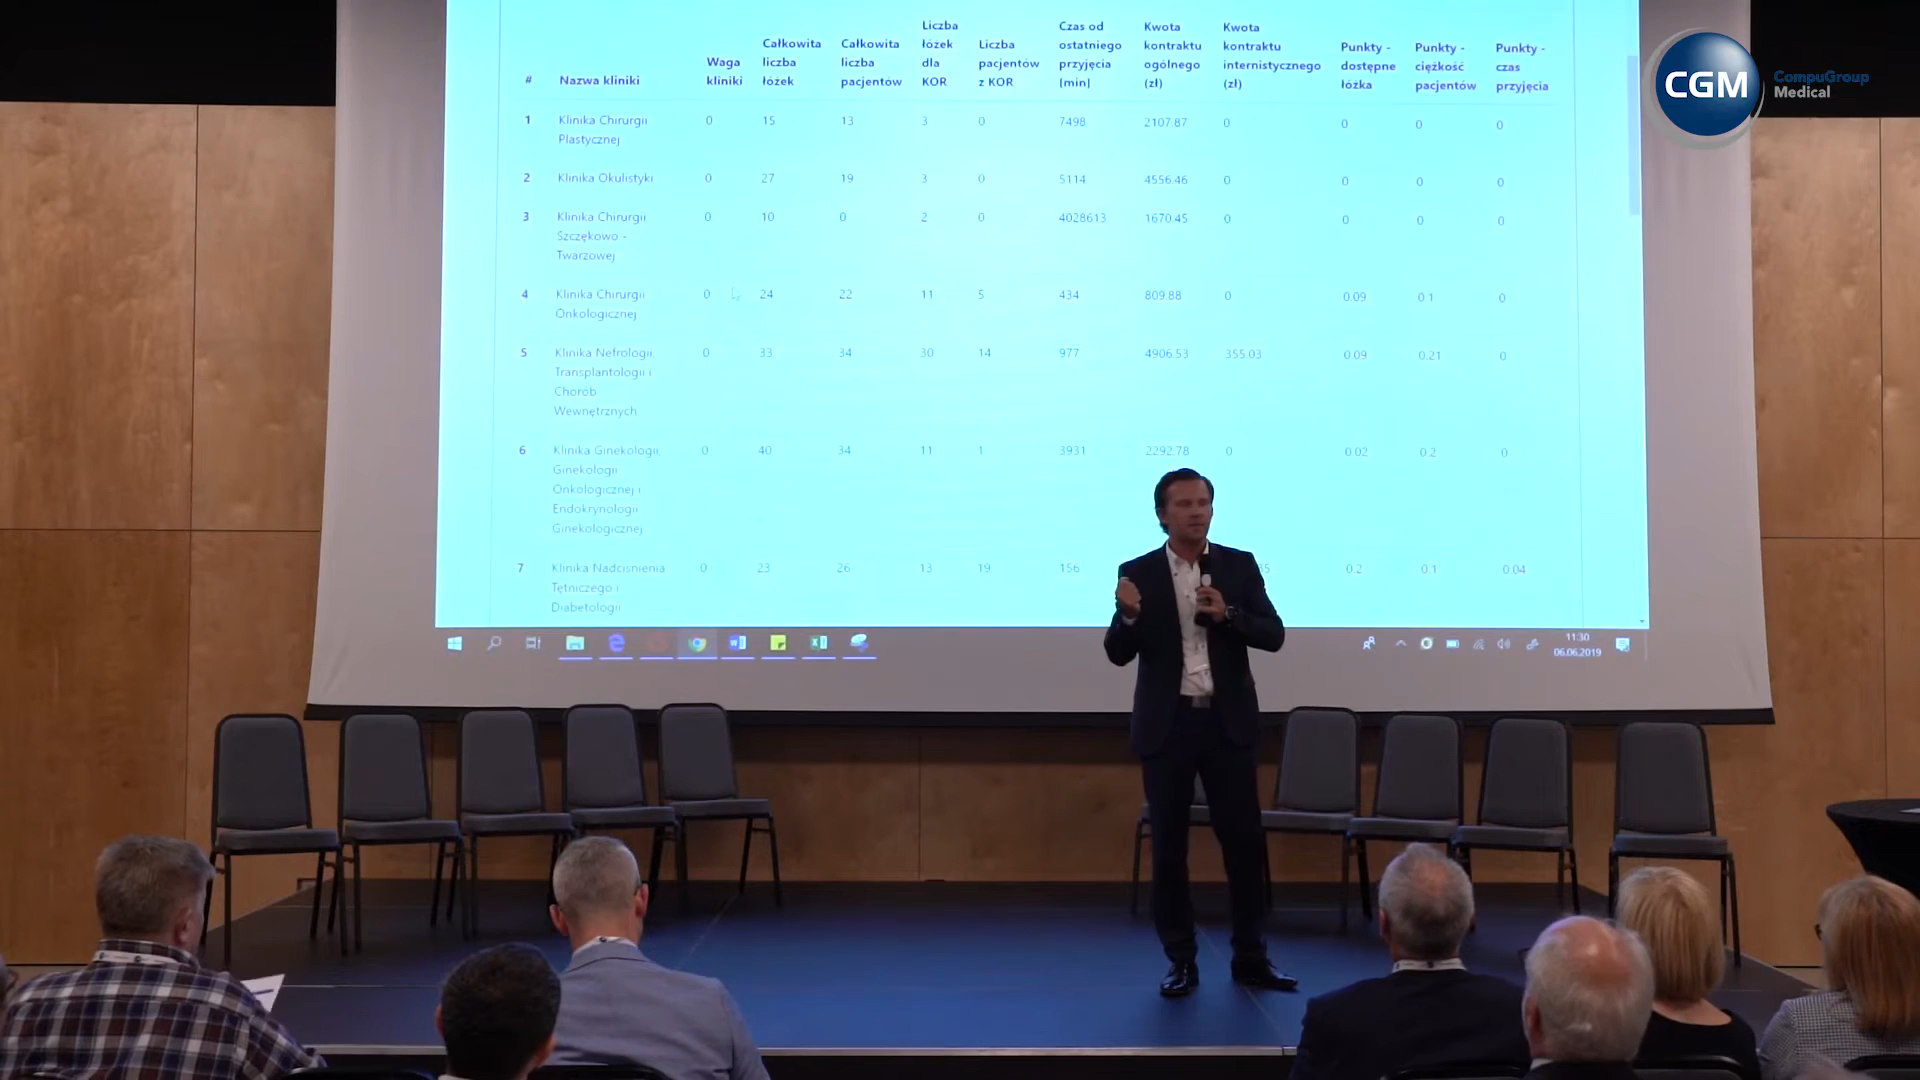 #
Nazwa kliniki
Waga
kliniki
Całkowita
liczba
łóżek
Całkowita
liczba
pacjentów
Liczba
łóżek
dla
KOR
Liczba
pacjentów
z KOR
Czas od
ostatniego
przyjęcia
[min]
Kwota
kontraktu
ogólnego
(zł)
Kwota
kontraktu
internistycznego
(zł)
Punkty -
dostępne
łóżka
Punkty -
ciężkość
pacjentów
Punkty -
czas
przyjęcia
1 Klinika Chirurgii 0 15 13 3 0 7498 2107.87 0 0 0 0
Plastycznej
2 Klinika Okulistyki 0 27 19 3 0 5114 4556.46 0 0 0 0
3 Klinika Chirurgii 0 10 0 2 0 4028613 1670.45 0 0 0 0
Szczękowo -
Twarzowej
4 Klinika Chirurgii 0 24 22 11 5 434 809.88 0 0.09 0.1 0
Onkologicznej
5 Klinika Nefrologii, 0 33 34 30 14 977 4906.53 355.03 0.09 0.21 0
Transplantologii i
Chorób
Wewnętrznych
6 Klinika Ginekologii, 0 40 34 11 1 3931 2292.78 0 0.02 0.2 0
Ginekologii
Onkologicznej i
Endokrynologii
Ginekologicznej
7 Klinika Nadciśnienia 0 23 26 13 19 156 0.2 0.1 0.04
Tętniczego i
Diabetologii
11:30
06.06.2019
CGM
CompuGroup
Medical